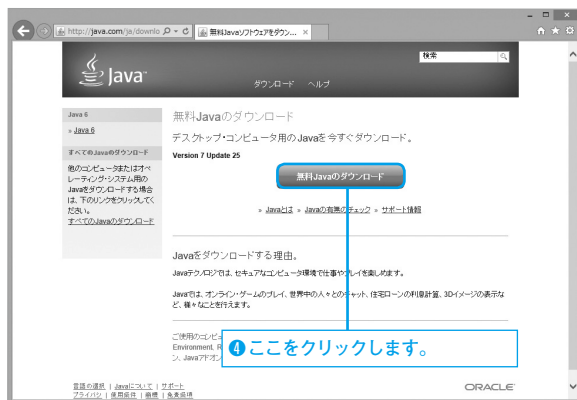 http://java.com/ja/downlo
無料Javaソフトウェアをダウン...
Java
検索
ダウンロード ヘルプ
Java 6
» Java 6
すべてのJavaのダウンロード
他のコンピュータまたはオペ
レーティング・システム用の
Javaをダウンロードする場合
は、下のリンクをクリックしてく
ださい。
すべてのJavaのダウンロード
無料Javaのダウンロード
デスクトップ・コンピュータ用のJavaを今すぐダウンロード。
Version 7 Update 25
無料Javaのダウンロード
» Javaとは » Javaの有無のチェック » サポート情報
Javaをダウンロードする理由。
Javaテクノロジでは、セキュアなコンピュータ環境で仕事やプレイを楽しめます。
Javaでは、オンライン・ゲームのプレイ、世界中の人々とのチャット、住宅ローンの利息計算、3Dイメージの表示な
ど、様々なことを行えます。
ご使用のコンピュ
Environment, R
ン、Javaアドオン
❹ここをクリックします。
言語の選択 | Javaについて | サポート
プライバシ | 使用条件 | 商標 | 免責条項
ORACLE